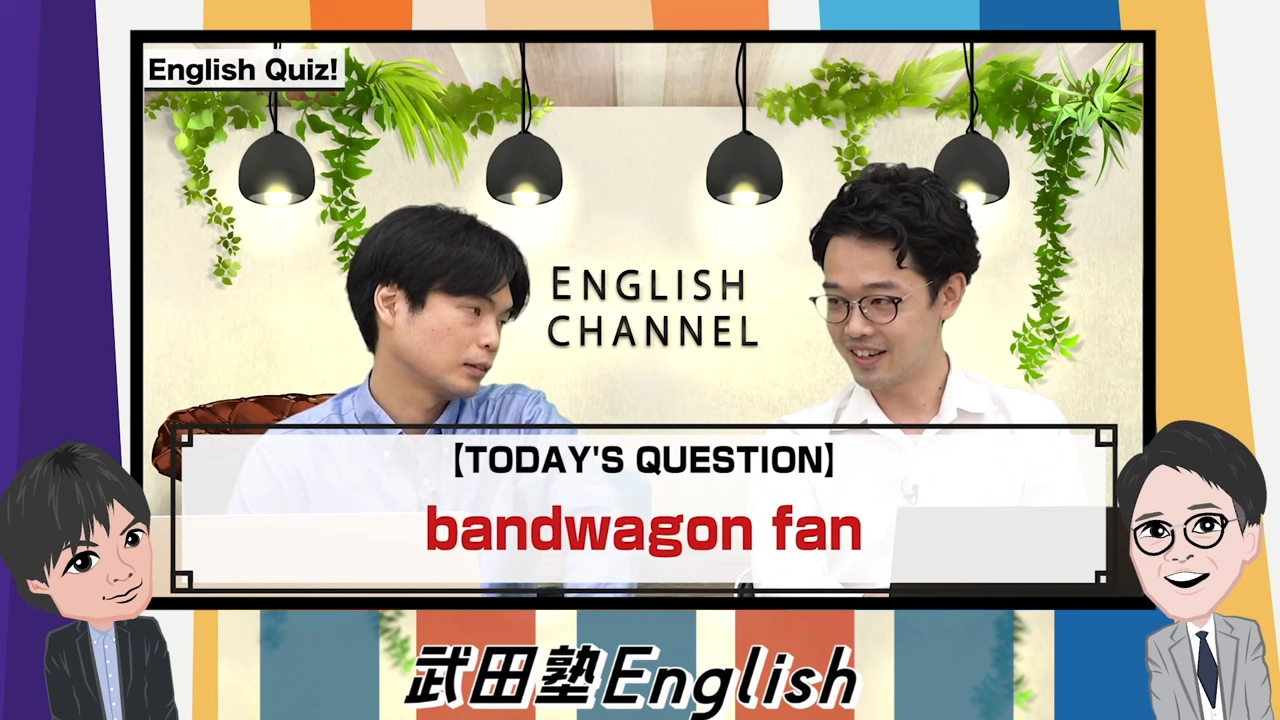 English Quiz!
ENGLISH
CHANNEL
【TODAY'S QUESTION】
bandwagon fan
武田塾English